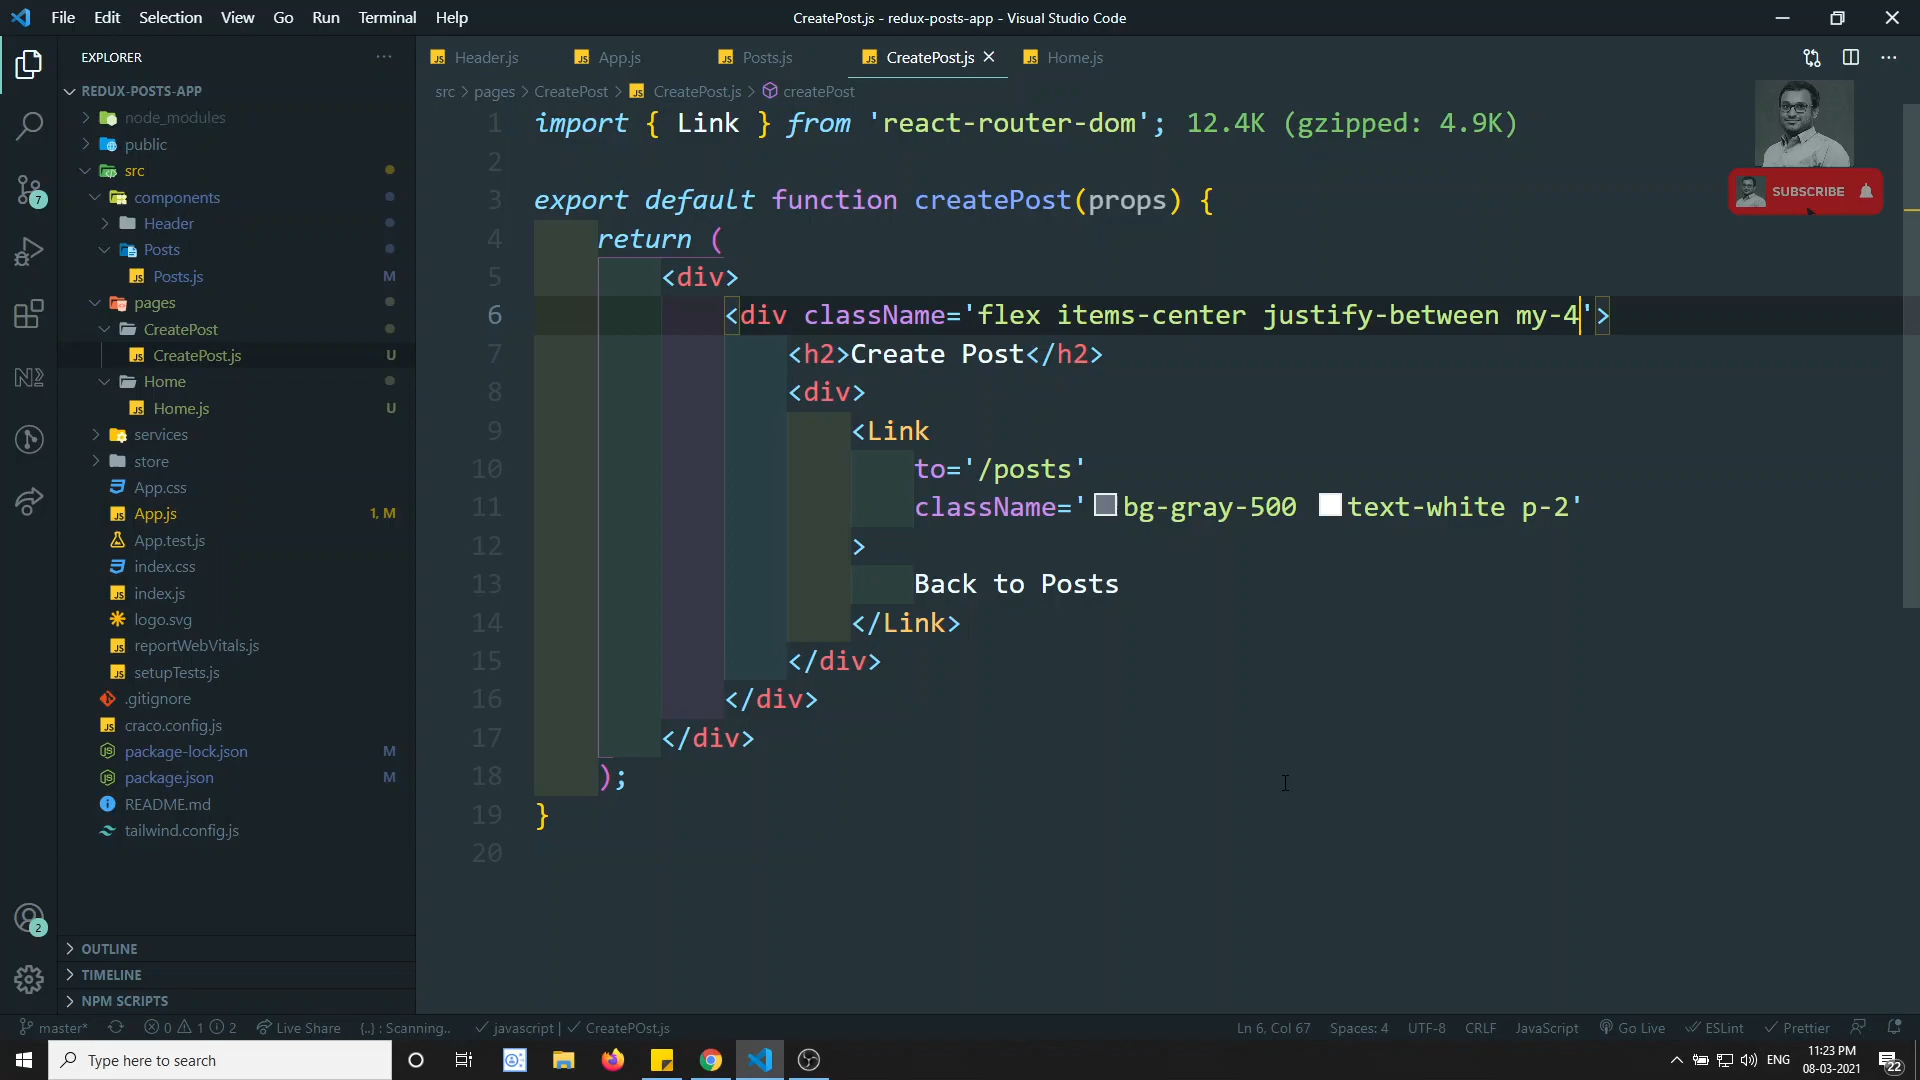 File Edit Selection View Go Run Terminal Help
CreatePost.js - redux-posts-app - Visual Studio Code
EXPLORER
REDUX-POSTS-APP
node_modules
public
src
components
Header
Posts
Posts.js M
pages
CreatePost
CreatePost.js U
Home
Home.js U
services
store
App.css
App.js 1, M
App.test.js
index.css
index.js
logo.svg
reportWebVitals.js
setupTests.js
.gitignore
craco.config.js
package-lock.json M
package.json M
README.md
tailwind.config.js
OUTLINE
TIMELINE
NPM SCRIPTS
7
2
Header.js App.js Posts.js CreatePost.js Home.js
src > pages > CreatePost > CreatePost.js > createPost
1 import { Link } from 'react-router-dom'; 12.4K (gzipped: 4.9K)
2
3 export default function createPost(props) {
4 return (
5 <div>
6 <div className='flex items-center justify-between my-4'>
7 <h2>Create Post</h2>
8 <div>
9 <Link
10 to='/posts'
11 className='bg-gray-500 text-white p-2'
12 >
13 Back to Posts
14 </Link>
15 </div>
16 </div>
17 </div>
18 );
19 }
20
SUBSCRIBE
master* 0 1 2 Live Share {..} : Scanning.. javascript | CreatePOst.js
Ln 6, Col 67 Spaces: 4 UTF-8 CRLF JavaScript Go Live ESLint Prettier
Type here to search
ENG
11:23 PM
08-03-2021
22